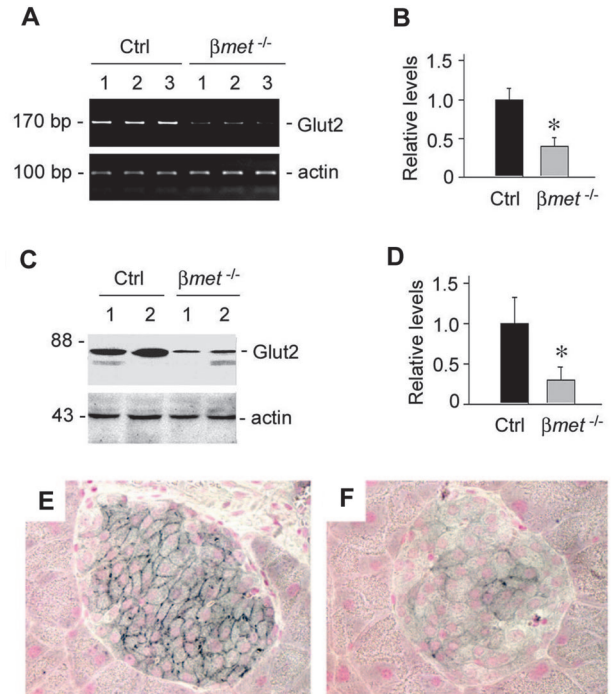 A
Ctrl βmet -/-
1 2 3 1 2 3
170 bp - Glut2
100 bp - actin
B
Relative levels
1.5
1.0
0.5
0
*
Ctrl βmet -/-
C
Ctrl βmet -/-
1 2 1 2
88 - - Glut2
43 - - actin
D
Relative levels
1.5
1.0
0.5
0
*
Ctrl βmet -/-
E
F